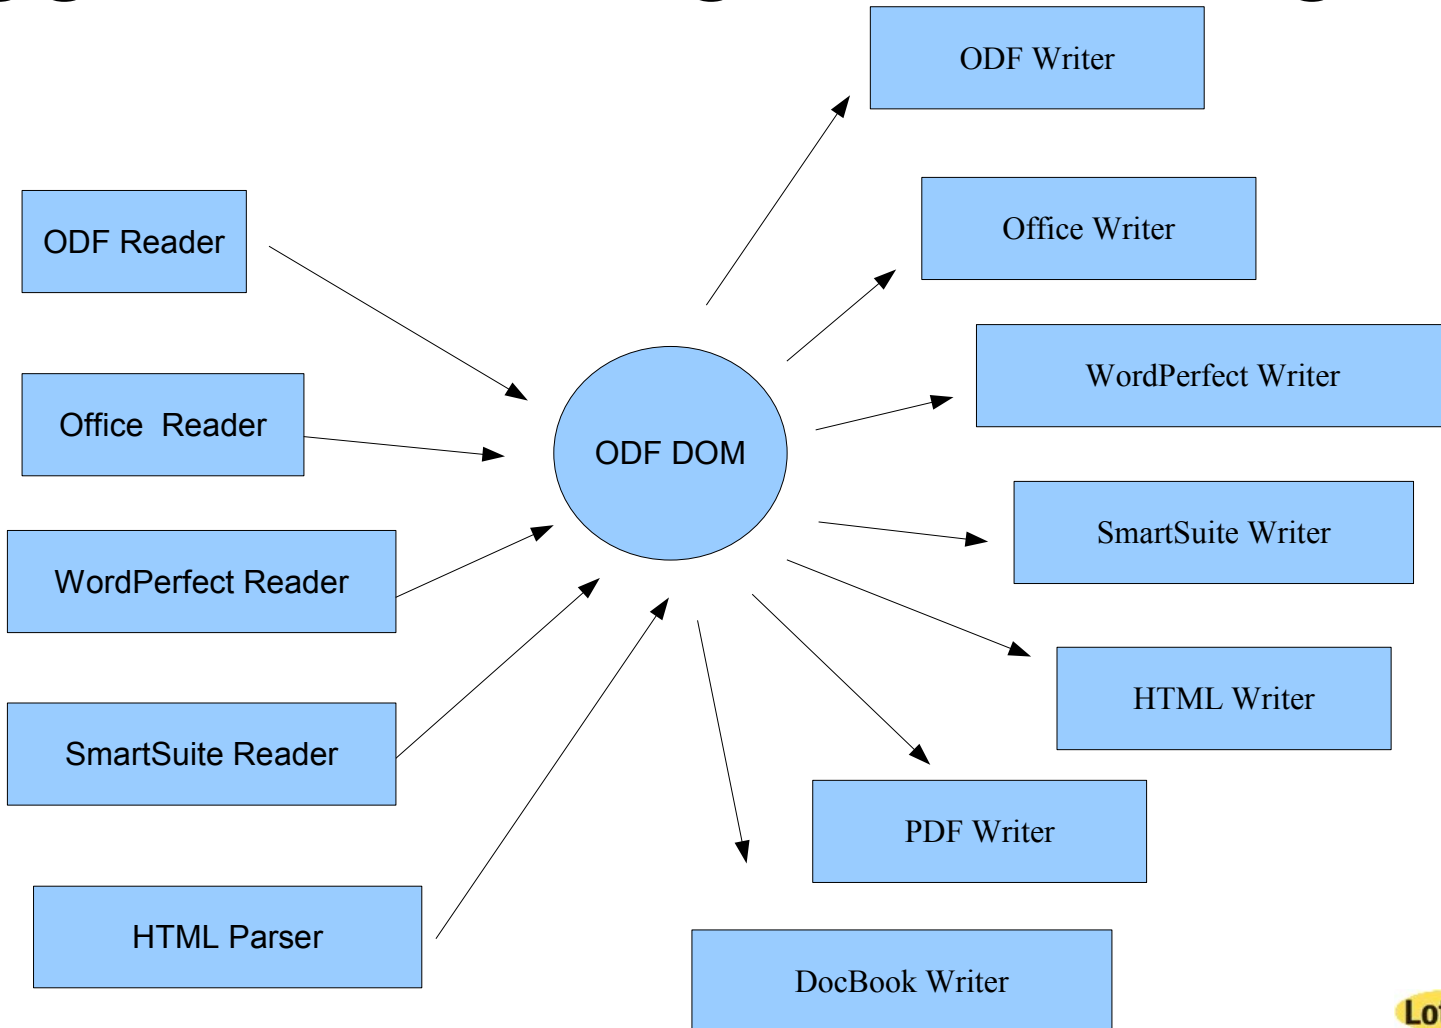 ODF Writer
ODF Reader
Office Writer
Office  Reader
WordPerfect Writer
ODF DOM
SmartSuite Writer
WordPerfect Reader
HTML Writer
SmartSuite Reader
PDF Writer
HTML Parser
DocBook Writer